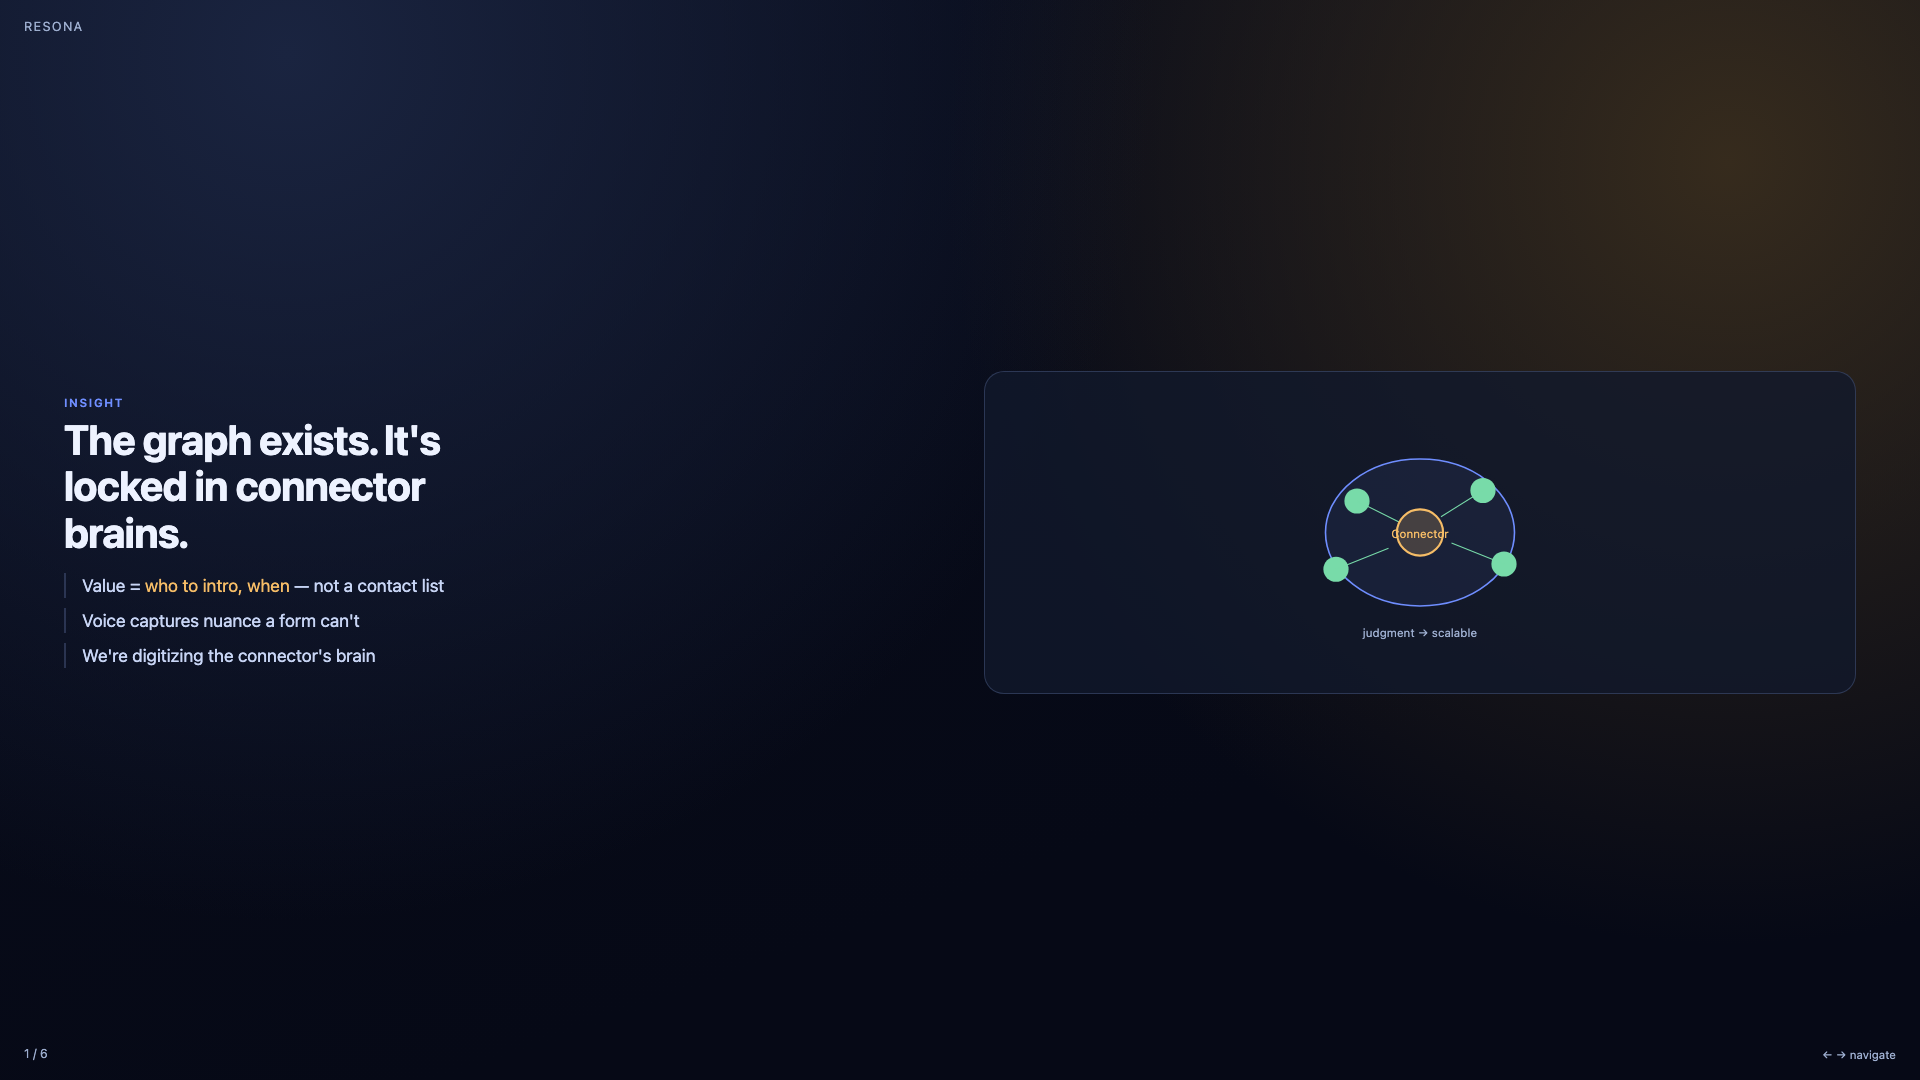 RESONA
INSIGHT
The graph exists. It's
locked in connector
brains.
Value = who to intro, when — not a contact list
Voice captures nuance a form can't
We're digitizing the connector's brain
Connector
judgment → scalable
1 / 6
← → navigate